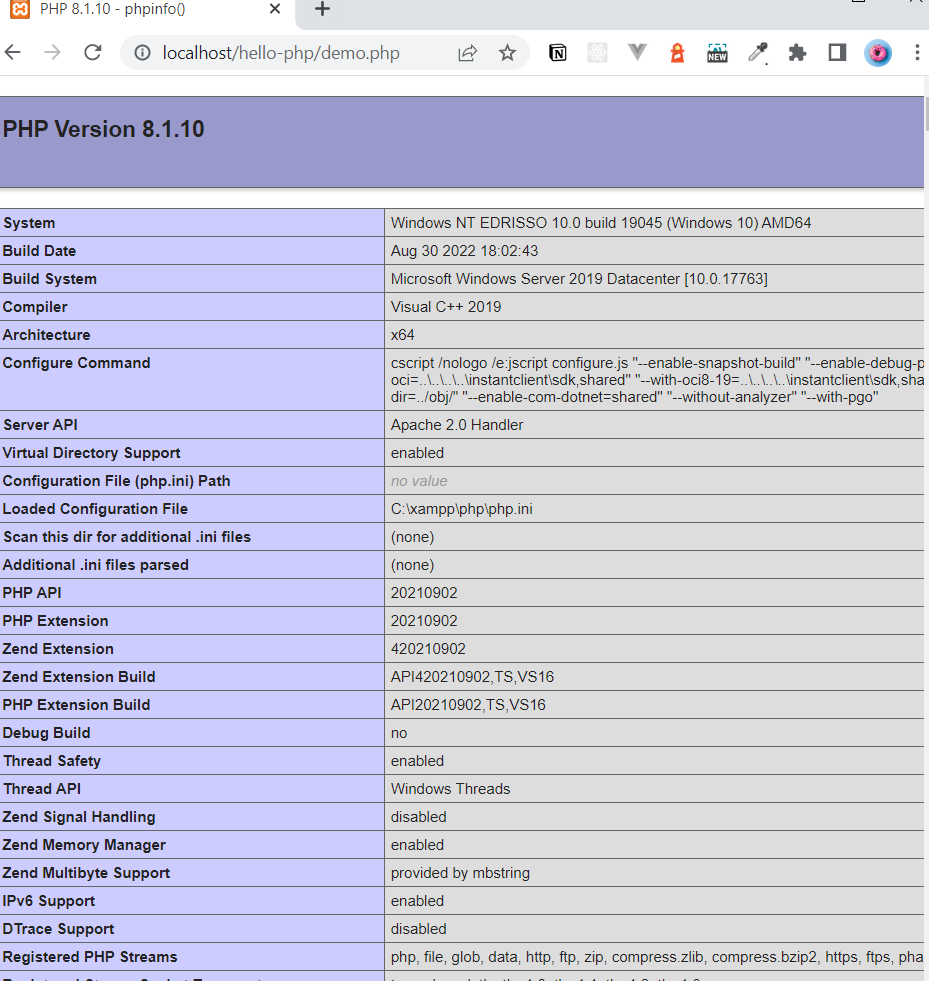 PHP 8.1.10 - phpinfo()
localhost/hello-php/demo.php
NEW
PHP Version 8.1.10
System Windows NT EDRISSO 10.0 build 19045 (Windows 10) AMD64
Build Date Aug 30 2022 18:02:43
Build System Microsoft Windows Server 2019 Datacenter [10.0.17763]
Compiler Visual C++ 2019
Architecture x64
Configure Command cscript /nologo /e:jscript configure.js "--enable-snapshot-build" "--enable-debug-p
oci=..\..\..\..\instantclient\sdk,shared" "--with-oci8-19=..\..\..\..\instantclient\sdk,sha
dir=../obj/" "--enable-com-dotnet=shared" "--without-analyzer" "--with-pgo"
Server API Apache 2.0 Handler
Virtual Directory Support enabled
Configuration File (php.ini) Path no value
Loaded Configuration File C:\xampp\php\php.ini
Scan this dir for additional .ini files (none)
Additional .ini files parsed (none)
PHP API 20210902
PHP Extension 20210902
Zend Extension 420210902
Zend Extension Build API420210902,TS,VS16
PHP Extension Build API20210902,TS,VS16
Debug Build no
Thread Safety enabled
Thread API Windows Threads
Zend Signal Handling disabled
Zend Memory Manager enabled
Zend Multibyte Support provided by mbstring
IPv6 Support enabled
DTrace Support disabled
Registered PHP Streams php, file, glob, data, http, ftp, zip, compress.zlib, compress.bzip2, https, ftps, pha